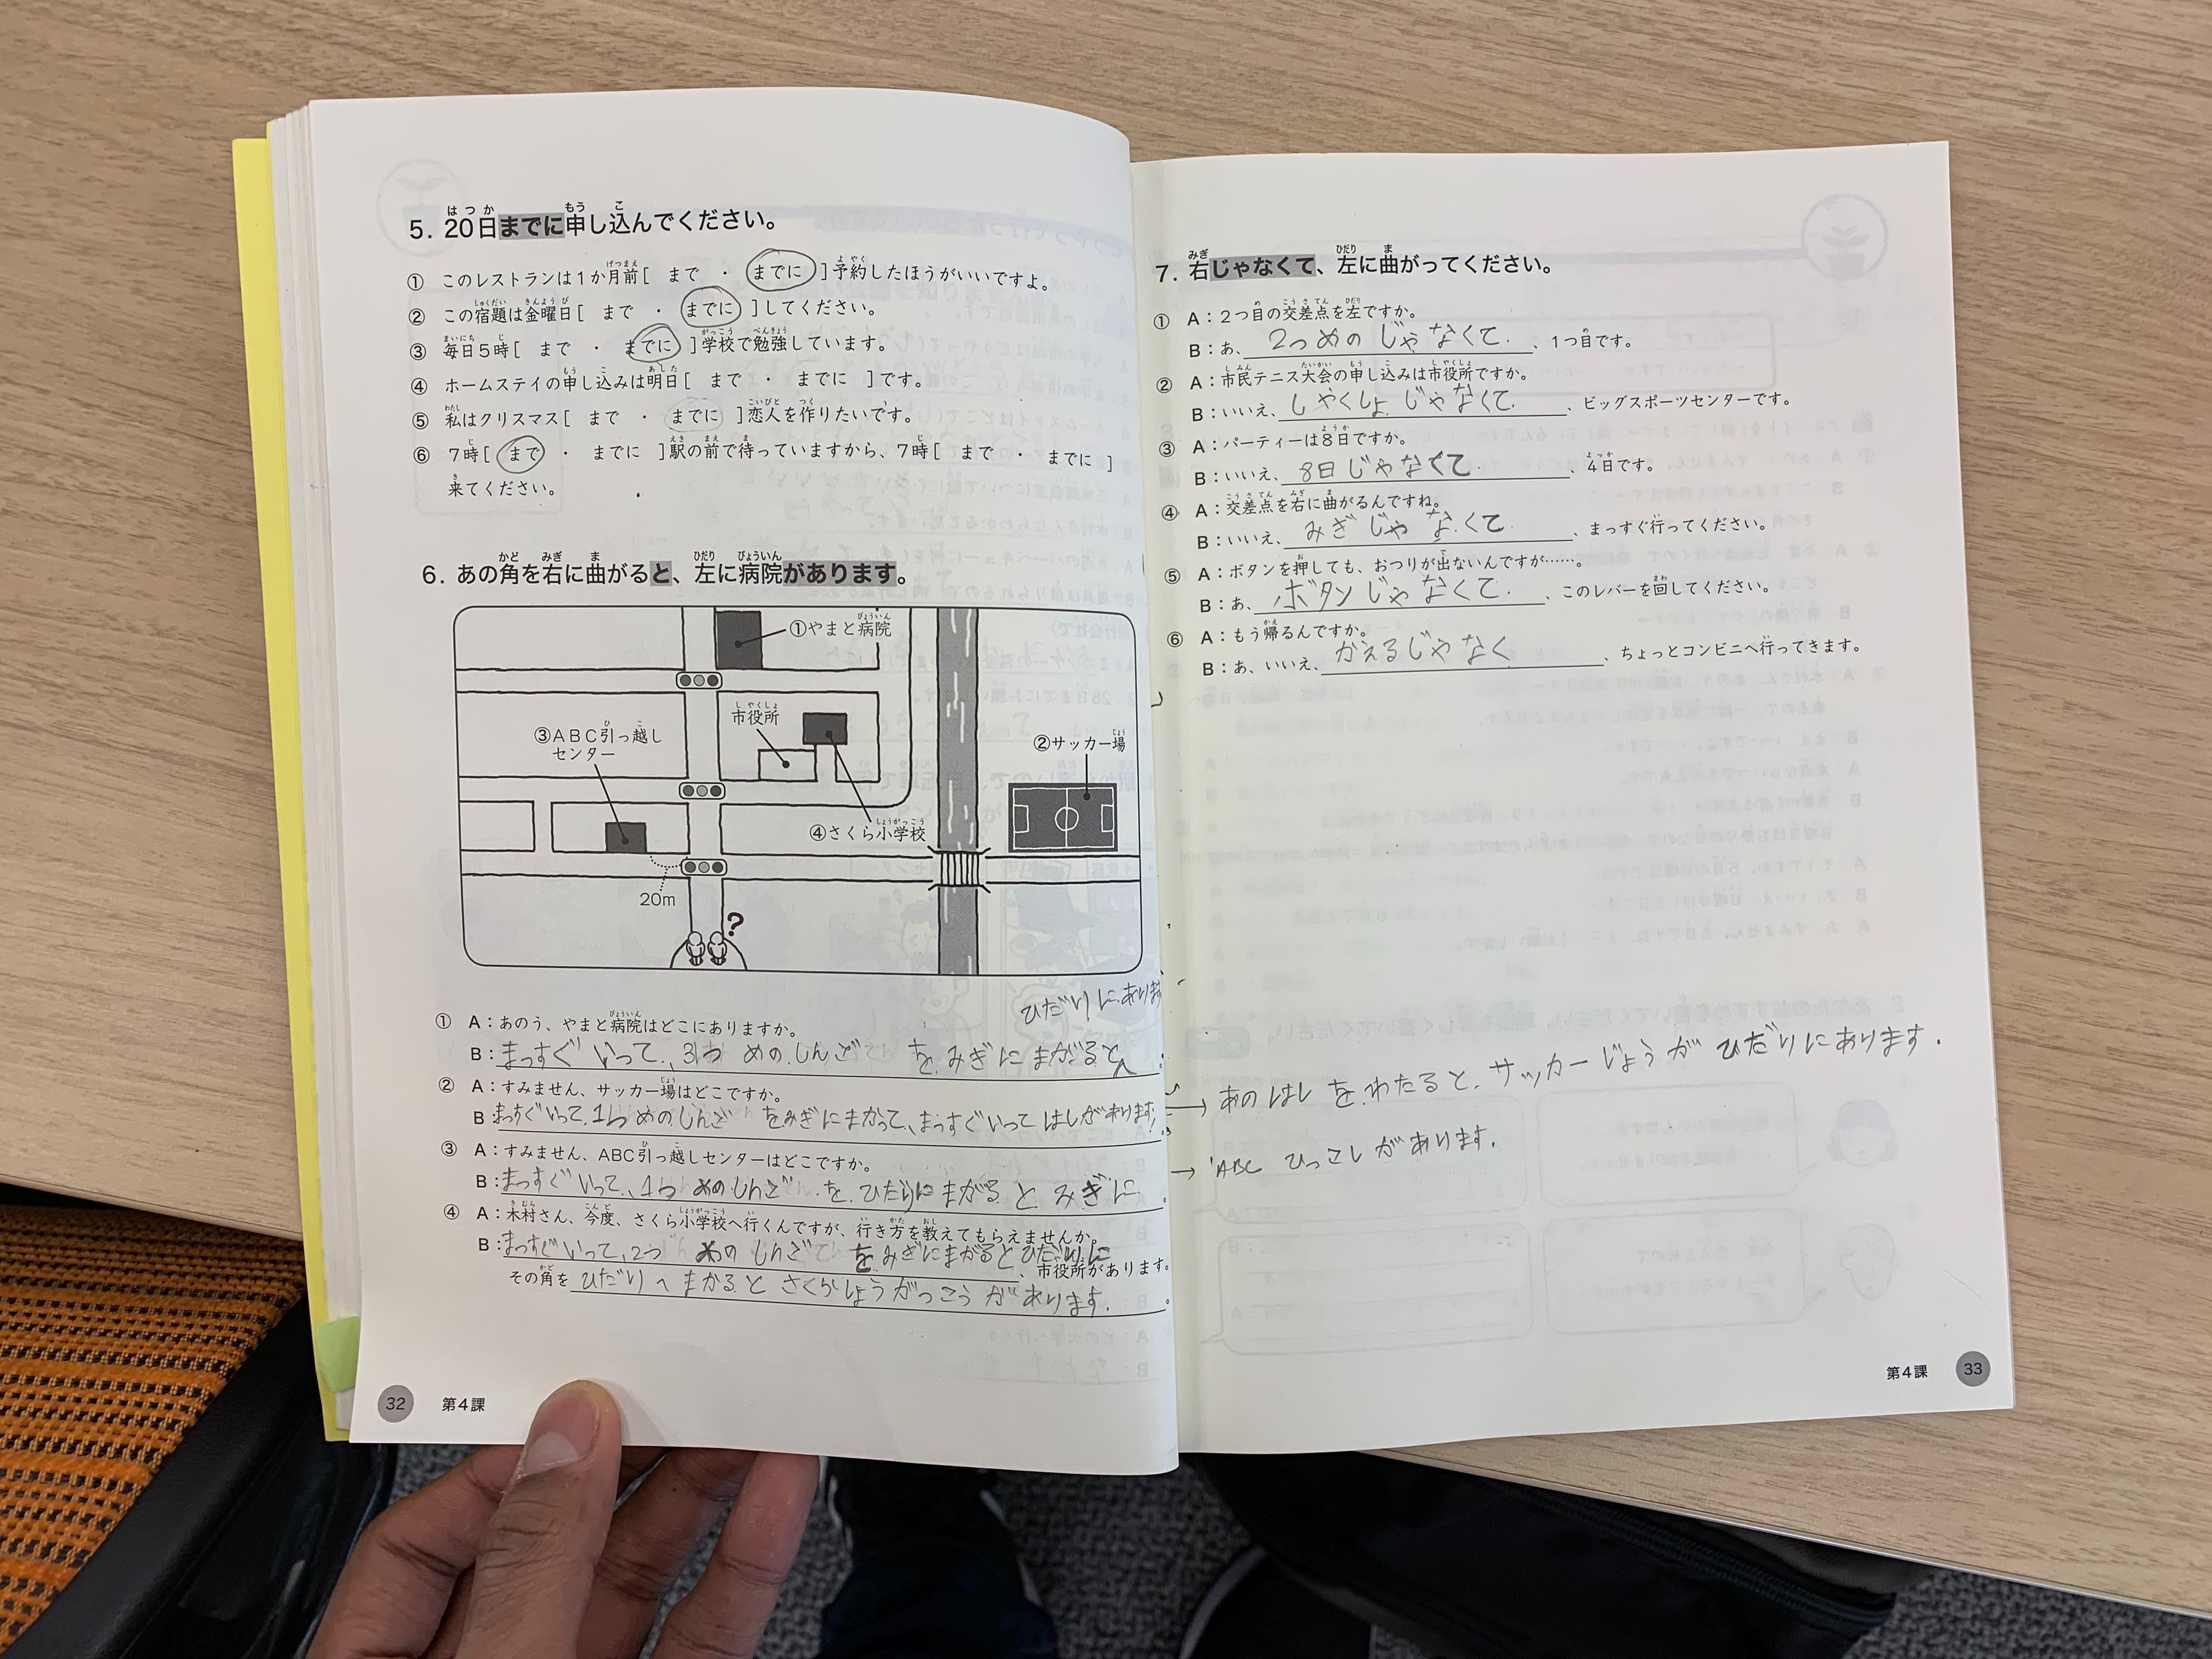 5. 20日までに申し込んでください。
① このレストランは1か月前[ まで ・ までに ]予約したほうがいいですよ。
② この宿題は金曜日[ まで ・ までに ]してください。
③ 毎日5時[ まで ・ までに ]学校で勉強しています。
④ ホームステイの申し込みは明日[ まで ・ までに ]です。
⑤ 私はクリスマス[ まで ・ までに ]恋人を作りたいです。
⑥ 7時[ まで ・ までに ]駅の前で待っていますから、7時[ まで ・ までに ]
来てください。
6. あの角を右に曲がると、左に病院があります。
①やまと病院
市役所
③ABC引っ越し
センター
②サッカー場
④さくら小学校
20m
?
ひだりにあります
① A：あのう、やまと病院はどこにありますか。
B：まっすぐ いって、3つ めの しんご を みぎに まがると 。
② A：すみません、サッカー場はどこですか。
B：まっすぐいって、1つ めのしんご をみぎにまがって、まっすぐいって はしがあります。
→ あの はし を わたると、サッカーじょうが ひだりにあります.
③ A：すみません、ABC引っ越しセンターはどこですか。
B：まっすぐ いって、1つ めのしんご を ひだりに まがる と みぎに 。
→ ABC ひっこしが あります.
④ A：木村さん、今度、さくら小学校へ行くんですが、行き方を教えてもらえませんか。
B：まっすぐ いって、2つ めの しんご を みぎにまがると ひだりに 、市役所があります。
その角を ひだり へ まがる と さくらしょうがっこう が あります. 。
32 第4課
7. 右じゃなくて、左に曲がってください。
① A：2つ目の交差点を左ですか。
B：あ、 2つめの じゃなくて. 、1つ目です。
② A：市民テニス大会の申し込みは市役所ですか。
B：いいえ、 しやくしょ じゃなくて. 、ビッグスポーツセンターです。
③ A：パーティーは8日ですか。
B：いいえ、 8日 じゃなくて. 、4日です。
④ A：交差点を右に曲がるんですね。
B：いいえ、 みぎ じゃ なくて 、まっすぐ行ってください。
⑤ A：ボタンを押しても、おつりが出ないんですが……。
B：あ、 ボタン じゃなくて. 、このレバーを回してください。
⑥ A：もう帰るんですか。
B：あ、いいえ、 かえるじゃ なく 、ちょっとコンビニへ行ってきます。
第4課 33